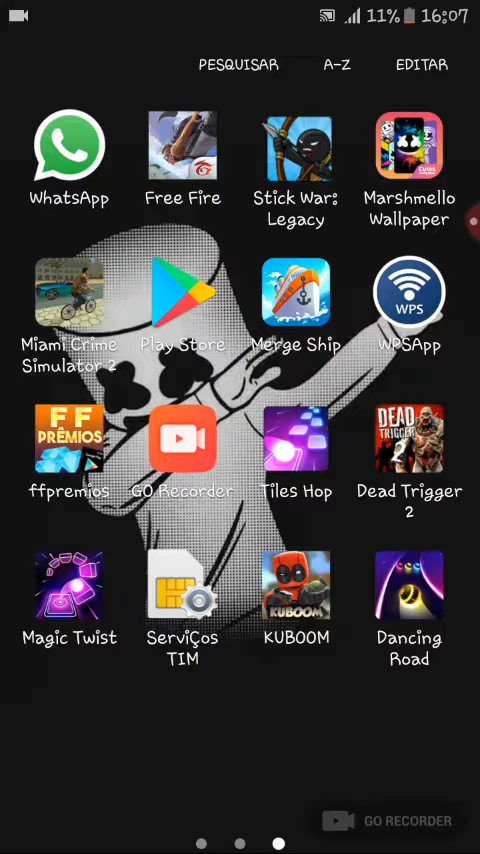 11% 16:07
PESQUISAR A-Z EDITAR
WhatsApp Free Fire Stick War: Marshmello
Legacy Wallpaper
WPS
Miami Crime Play Store Merge Ship WPSApp
Simulator 2
FF
PRÊMIOS
DEAD
TRIGGER
2
ffpremios GO Recorder Tiles Hop Dead Trigger
2
KUBOOM
Magic Twist Serviços KUBOOM Dancing
TIM Road
GO RECORDER